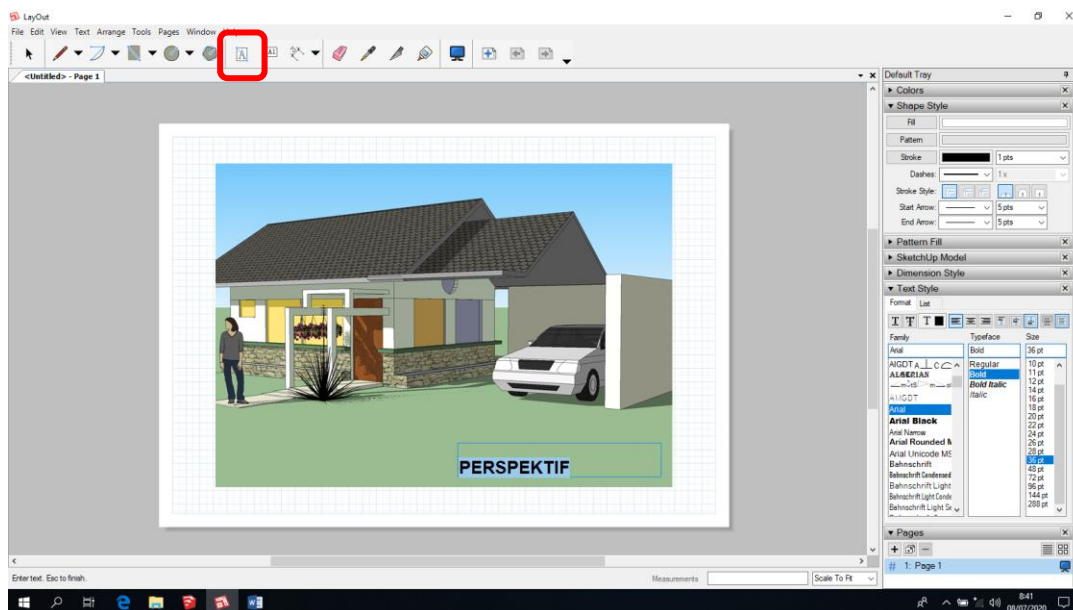 LayOut
File Edit View Text Arrange Tools Pages Window
<Untitled> - Page 1
Default Tray
Colors
Shape Style
Fill
Pattern
Stroke 1 pts
Dashes: 1 x
Stroke Style:
Start Arrow: 5 pts
End Arrow: 5 pts
Pattern Fill
SketchUp Model
Dimension Style
Text Style
Format List
Family Typeface Size
Arial Bold 36 pt
AIGDT Regular 10 pt
ALGERIAN Bold 11 pt
Bold Italic 12 pt
Italic 14 pt
AMGDT 16 pt
Arial 18 pt
Arial Black 20 pt
22 pt
Arial Narrow 24 pt
Arial Rounded M 26 pt
Arial Unicode MS 28 pt
Bahnschrift 36 pt
48 pt
Bahnschrift Condensed 72 pt
Bahnschrift Light 96 pt
Bahnschrift Light Conde 144 pt
Bahnschrift Light Se 288 pt
PERSPEKTIF
Pages
# 1: Page 1
Enter text. Esc to finish.
Measurements
Scale To Fit
8:41
08/07/2020